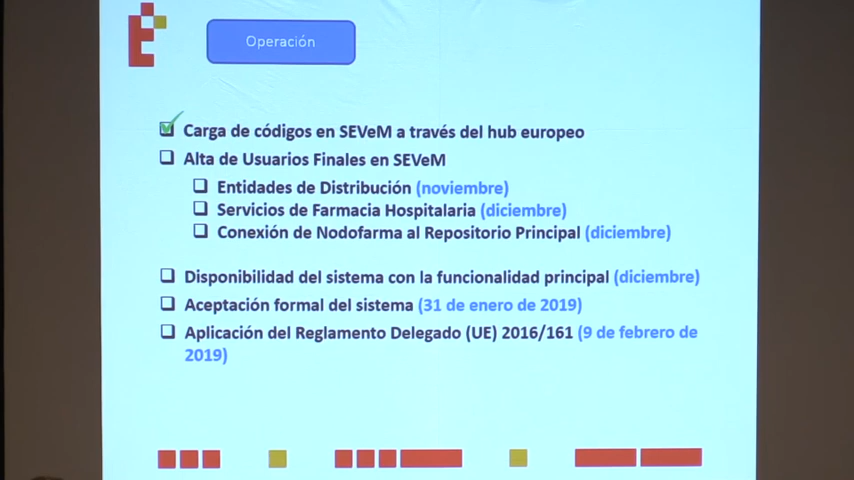 Operación
Carga de códigos en SEVeM a través del hub europeo
Alta de Usuarios Finales en SEVeM
Entidades de Distribución (noviembre)
Servicios de Farmacia Hospitalaria (diciembre)
Conexión de Nodofarma al Repositorio Principal (diciembre)
Disponibilidad del sistema con la funcionalidad principal (diciembre)
Aceptación formal del sistema (31 de enero de 2019)
Aplicación del Reglamento Delegado (UE) 2016/161 (9 de febrero de
2019)